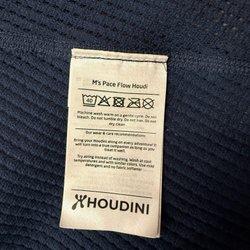 M's Pace Flow Houdi
40
Machine wash warm on a gentle cycle. Do not
bleach. Do not tumble dry. Do not iron. Do not
dry clean
Our wear & care recommendations:
Bring your Houdini along on every adventure and it
will turn into a true companion as long as
it.
Try airing instead of washing. Wash at cool
temperatures and with similar colors. Use mild
detergent and no fabric softener
HOUDINI